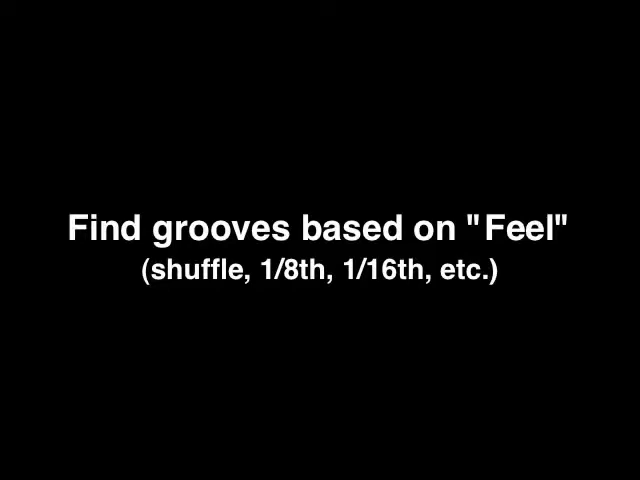 Find grooves based on "Feel"
(shuffle, 1/8th, 1/16th, etc.)